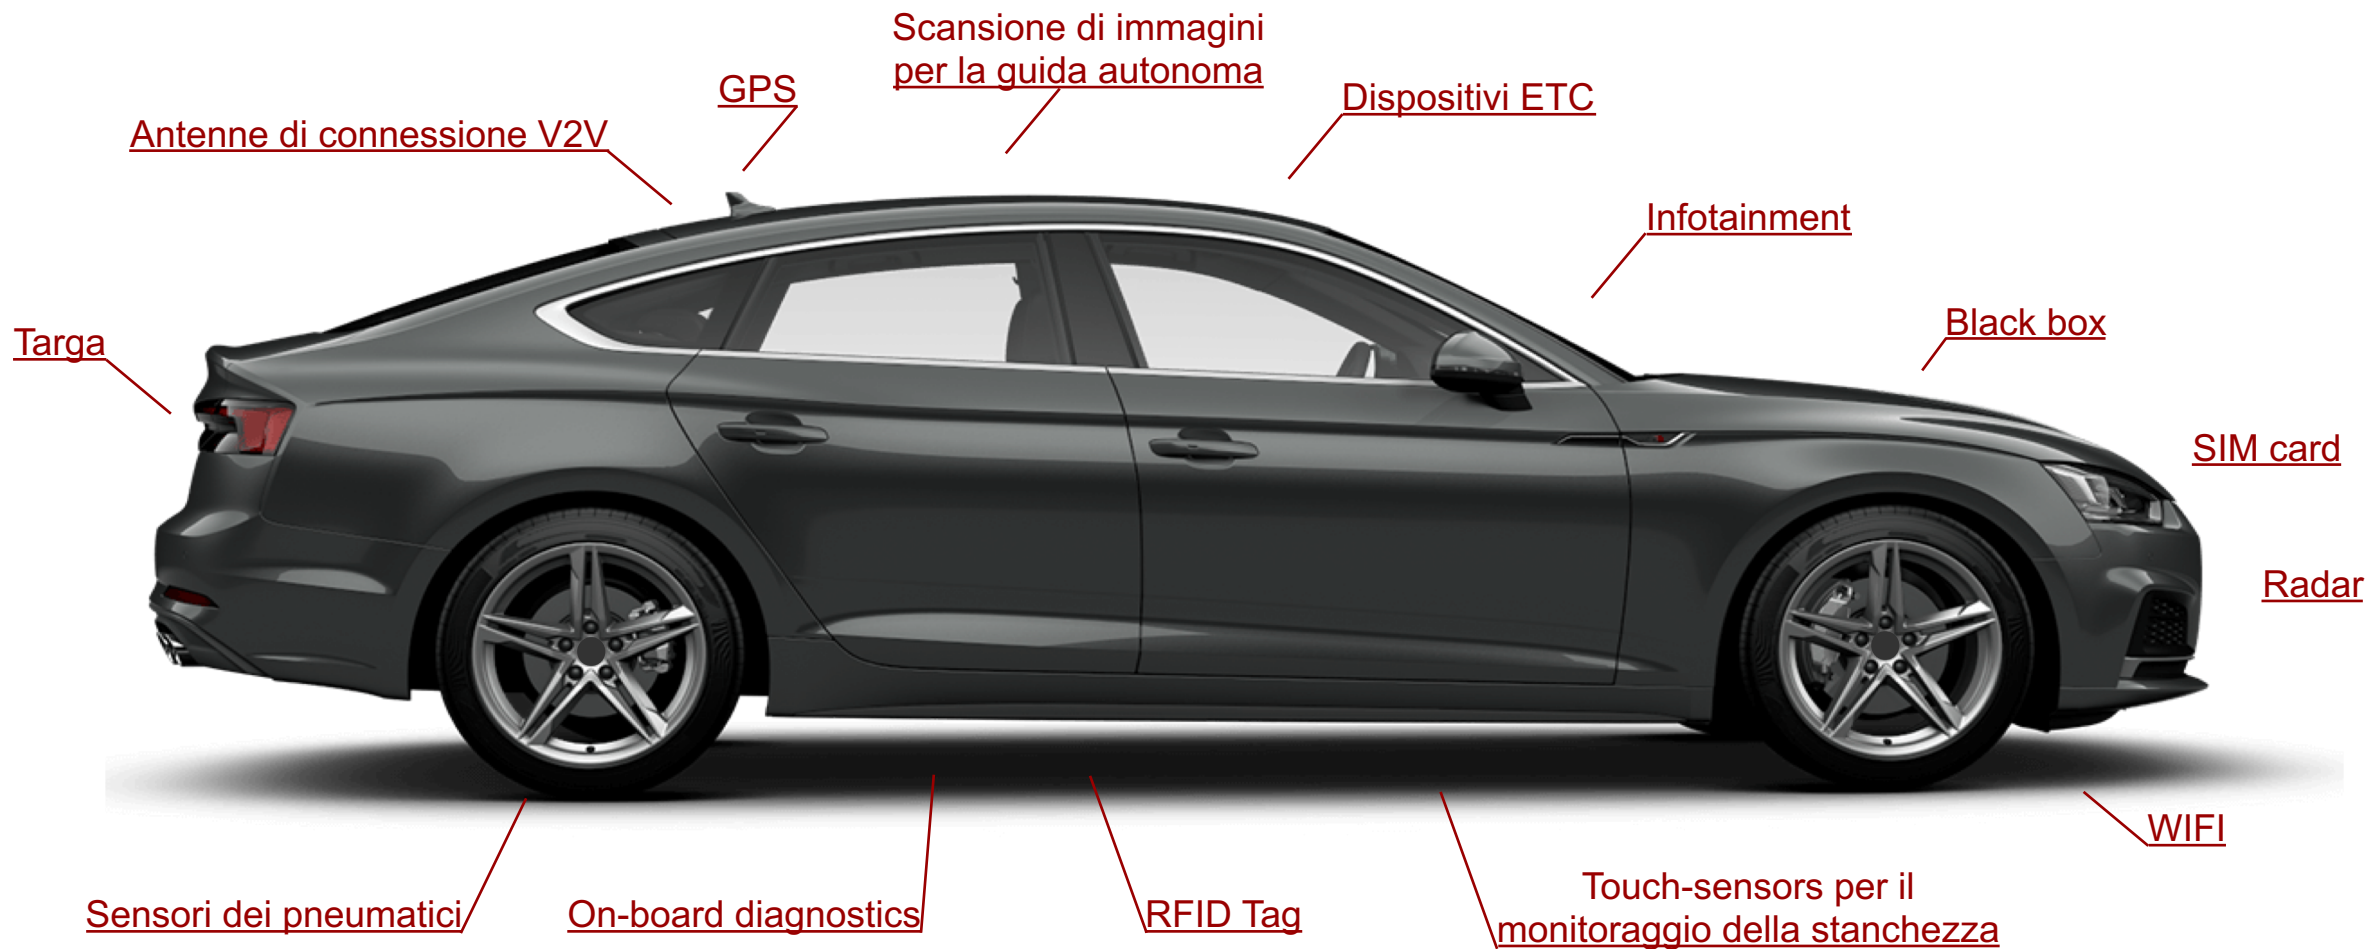 Scansione di immagini
per la guida autonoma
GPS
Dispositivi ETC
Antenne di connessione V2V
Infotainment
Black box
Targa
SIM card
Radar
WIFI
Sensori dei pneumatici
On-board diagnostics
RFID Tag
Touch-sensors per il
monitoraggio della stanchezza